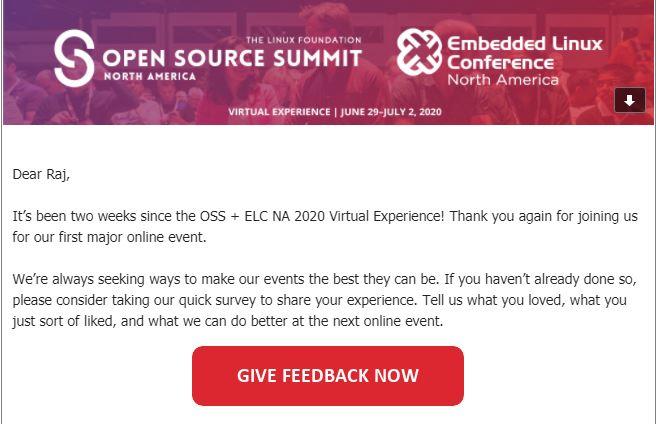 THE LINUX FOUNDATION
OPEN SOURCE SUMMIT
NORTH AMERICA
Embedded Linux
Conference
North America
VIRTUAL EXPERIENCE | JUNE 29–JULY 2, 2020
Dear Raj,
It’s been two weeks since the OSS + ELC NA 2020 Virtual Experience! Thank you again for joining us
for our first major online event.
We’re always seeking ways to make our events the best they can be. If you haven’t already done so,
please consider taking our quick survey to share your experience. Tell us what you loved, what you
just sort of liked, and what we can do better at the next online event.
GIVE FEEDBACK NOW